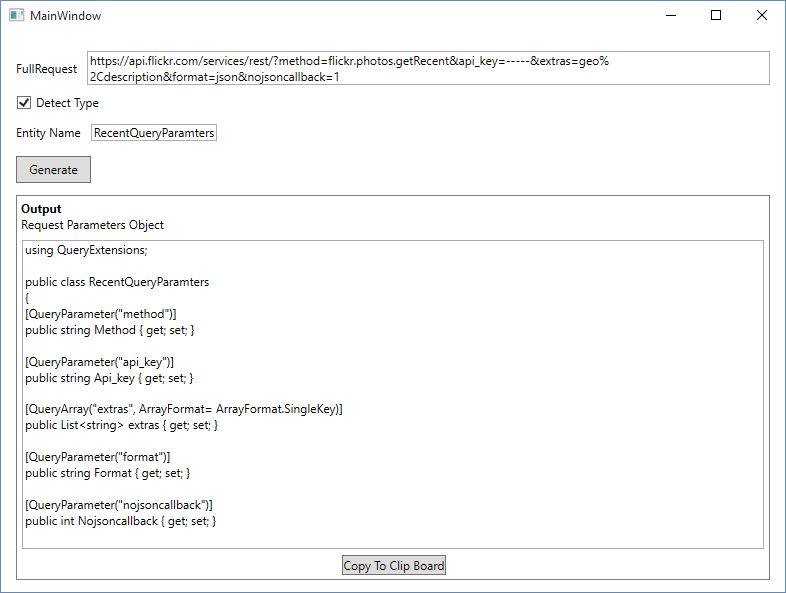 MainWindow
FullRequest
https://api.flickr.com/services/rest/?method=flickr.photos.getRecent&api_key=-----&extras=geo%
2Cdescription&format=json&nojsoncallback=1
Detect Type
Entity Name RecentQueryParamters
Generate
Output
Request Parameters Object
using QueryExtensions;
public class RecentQueryParamters
{
[QueryParameter("method")]
public string Method { get; set; }
[QueryParameter("api_key")]
public string Api_key { get; set; }
[QueryArray("extras", ArrayFormat= ArrayFormat.SingleKey)]
public List<string> extras { get; set; }
[QueryParameter("format")]
public string Format { get; set; }
[QueryParameter("nojsoncallback")]
public int Nojsoncallback { get; set; }
Copy To Clip Board